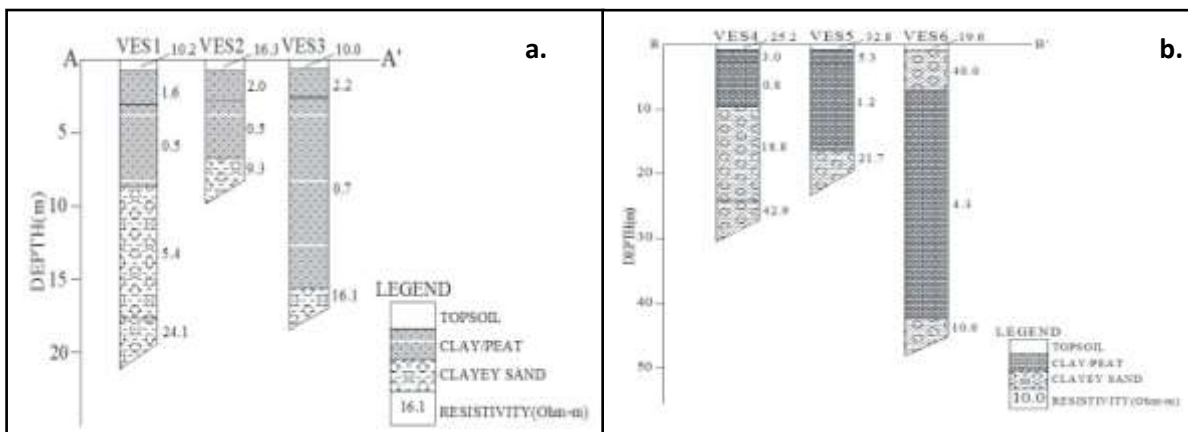 a.
VES1 10.2 VES2 16.3 VES3 10.0
A A'
1.6 2.0 2.2
5 0.5 0.5
9.3 0.7
10
5.4
15
16.1
24.1
20
DEPTH(m)
LEGEND
TOPSOIL
CLAY/PEAT
CLAYEY SAND
16.1 RESISTIVITY(Ohm-m)
b.
VES4 25.2 VES5 32.8 VES6 19.0
B B'
3.0 5.3 40.0
0.8 1.2
10
18.8
20 21.7
4.3
30 42.9
40
10.0
50
DEPTH(m)
LEGEND
TOPSOIL
CLAY/PEAT
CLAYEY SAND
10.0 RESISTIVITY(Ohm-m)